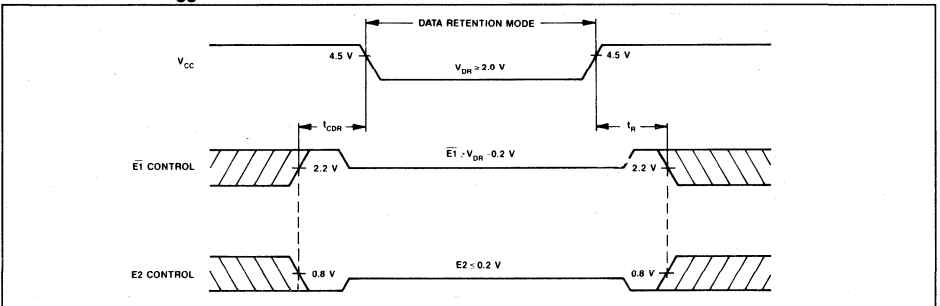 DATA RETENTION MODE
4.5 V
4.5 V
VCC
VDR ≥ 2.0 V
tCDR
tR
E1 CONTROL
2.2 V
E1 ≥ VDR –0.2 V
2.2 V
E2 CONTROL
0.8 V
E2 ≤ 0.2 V
0.8 V